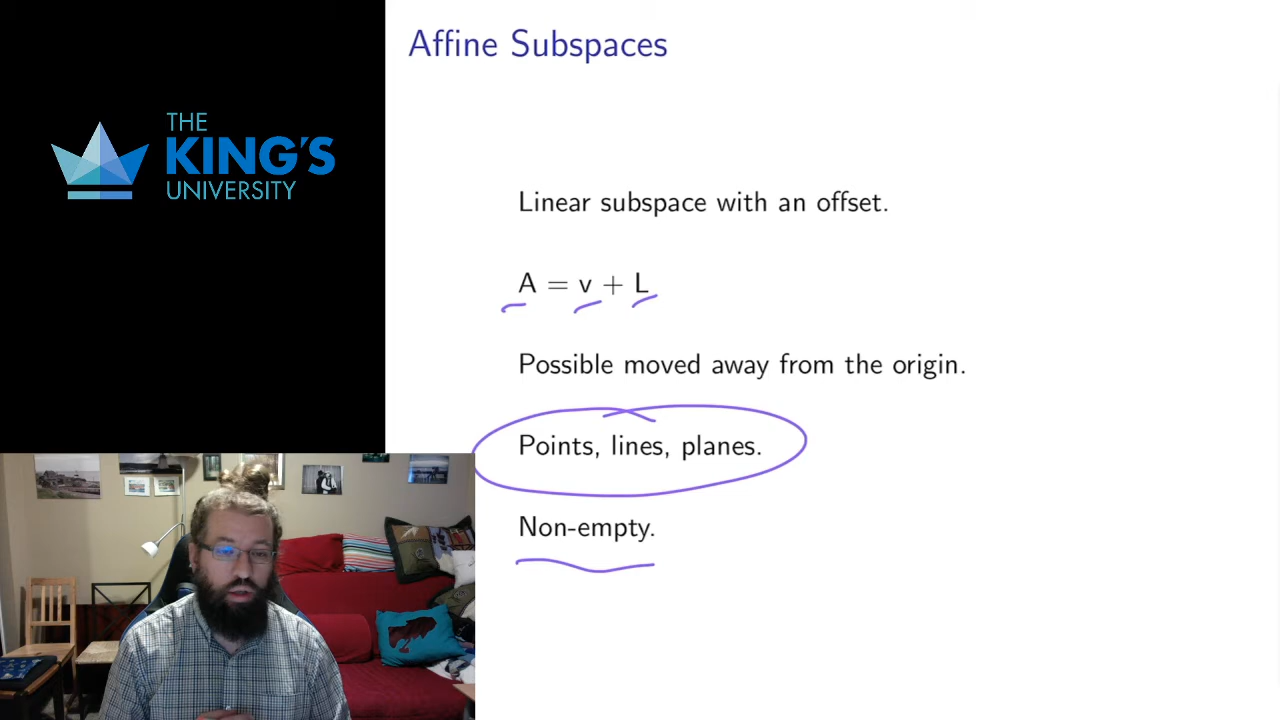 THE
KING'S
UNIVERSITY
Affine Subspaces
Linear subspace with an offset.
A = v + L
Possible moved away from the origin.
Points, lines, planes.
Non-empty.